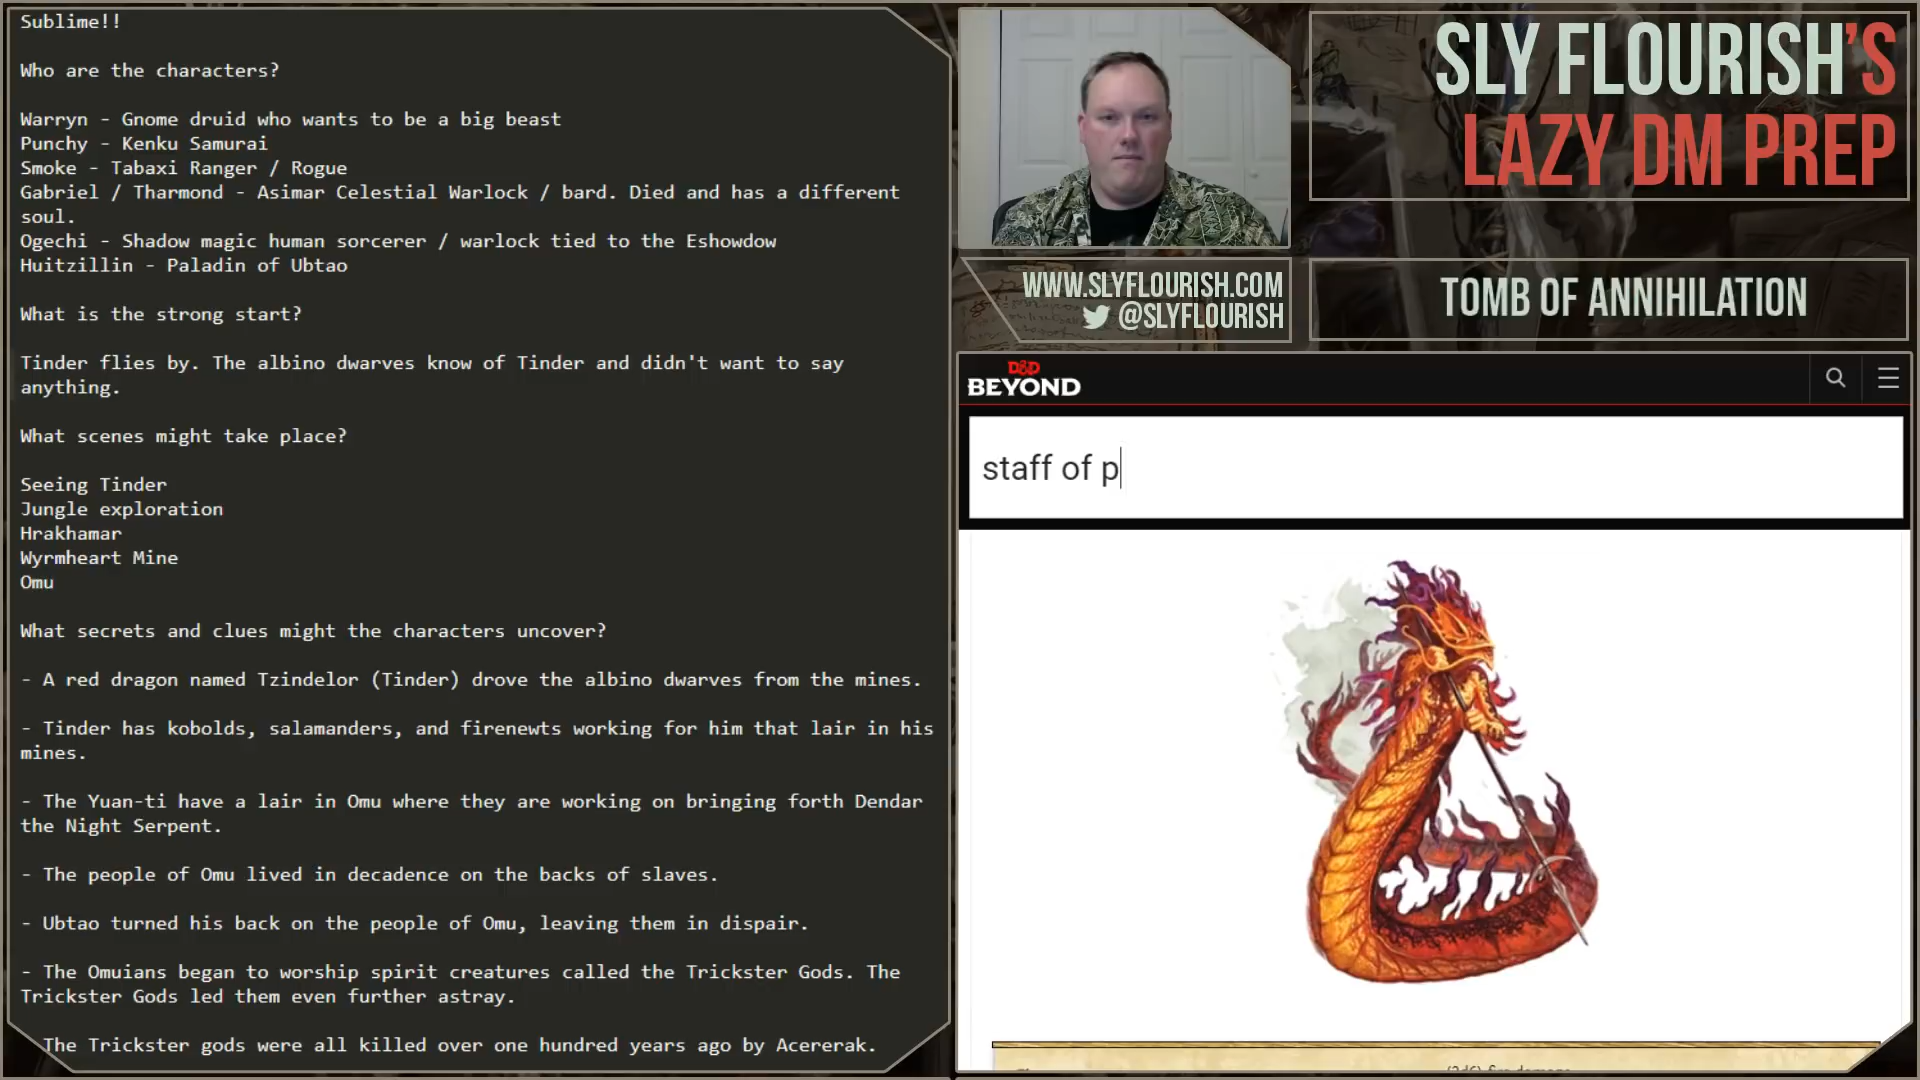 Sublime!!
Who are the characters?
Warryn - Gnome druid who wants to be a big beast
Punchy - Kenku Samurai
Smoke - Tabaxi Ranger / Rogue
Gabriel / Tharmond - Asimar Celestial Warlock / bard. Died and has a different
soul.
Ogechi - Shadow magic human sorcerer / warlock tied to the Eshowdow
Huitzillin - Paladin of Ubtao
What is the strong start?
Tinder flies by. The albino dwarves know of Tinder and didn't want to say
anything.
What scenes might take place?
Seeing Tinder
Jungle exploration
Hrakhamar
Wyrmheart Mine
Omu
What secrets and clues might the characters uncover?
- A red dragon named Tzindelor (Tinder) drove the albino dwarves from the mines.
- Tinder has kobolds, salamanders, and firenewts working for him that lair in his
mines.
- The Yuan-ti have a lair in Omu where they are working on bringing forth Dendar
the Night Serpent.
- The people of Omu lived in decadence on the backs of slaves.
- Ubtao turned his back on the people of Omu, leaving them in dispair.
- The Omuians began to worship spirit creatures called the Trickster Gods. The
Trickster Gods led them even further astray.
The Trickster gods were all killed over one hundred years ago by Acererak.
SLY FLOURISH'S
LAZY DM PREP
WWW.SLYFLOURISH.COM
@SLYFLOURISH
TOMB OF ANNIHILATION
D&D
BEYOND
staff of p